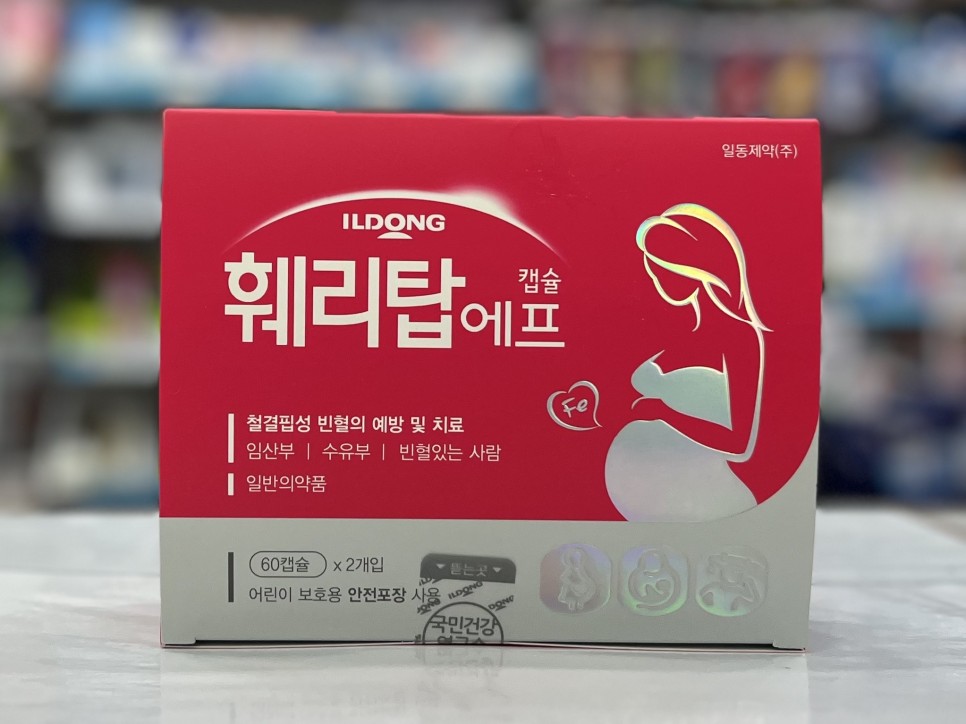 일동제약(주)
ILDONG
훼리탑에프 캡슐
Fe
철결핍성 빈혈의 예방 및 치료
임산부 | 수유부 | 빈혈있는 사람
일반의약품
60캡슐 x 2개입
어린이 보호용 안전포장 사용
뜯는곳
ILDONG
ILDONG
국민건강